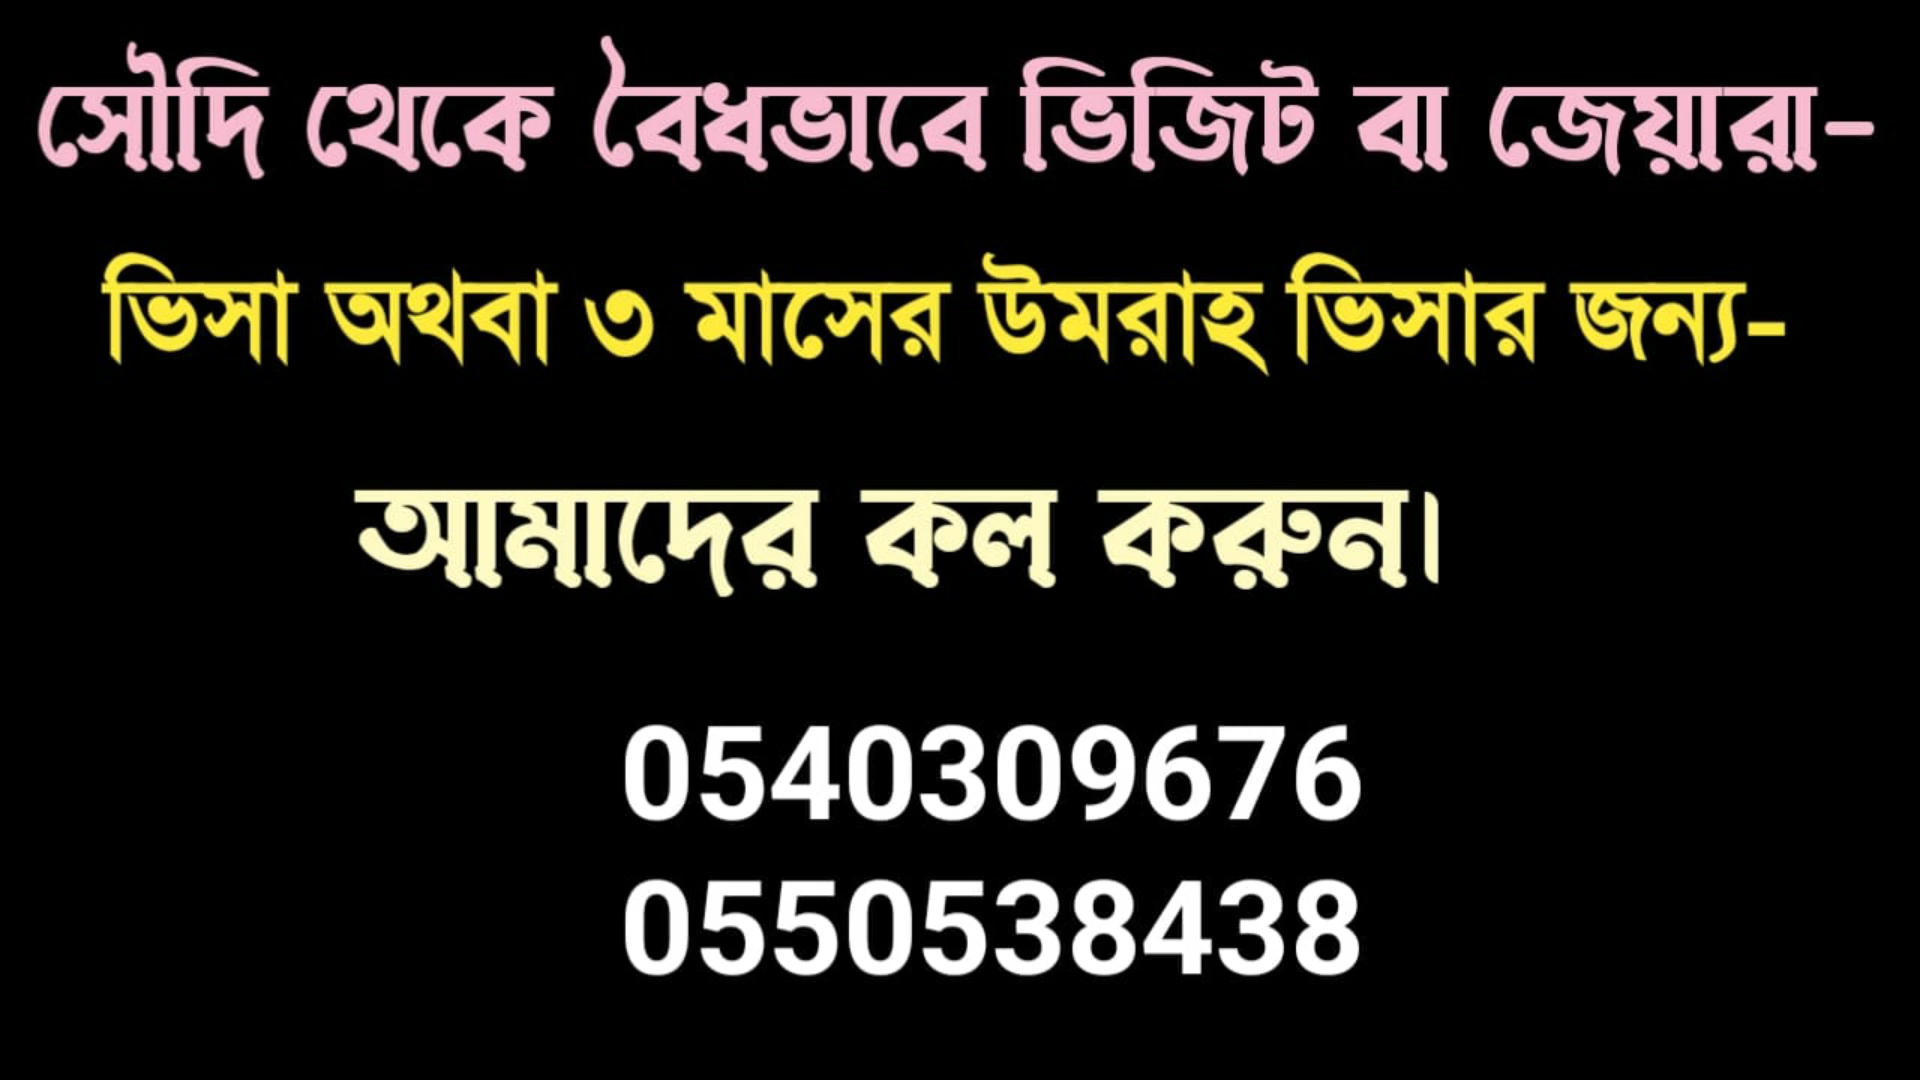 সৌদি থেকে বৈধভাবে ভিজিট বা জেয়ারা-
ভিসা অথবা ৩ মাসের উমরাহ ভিসার জন্য-
আমাদের কল করুন।
0540309676
0550538438